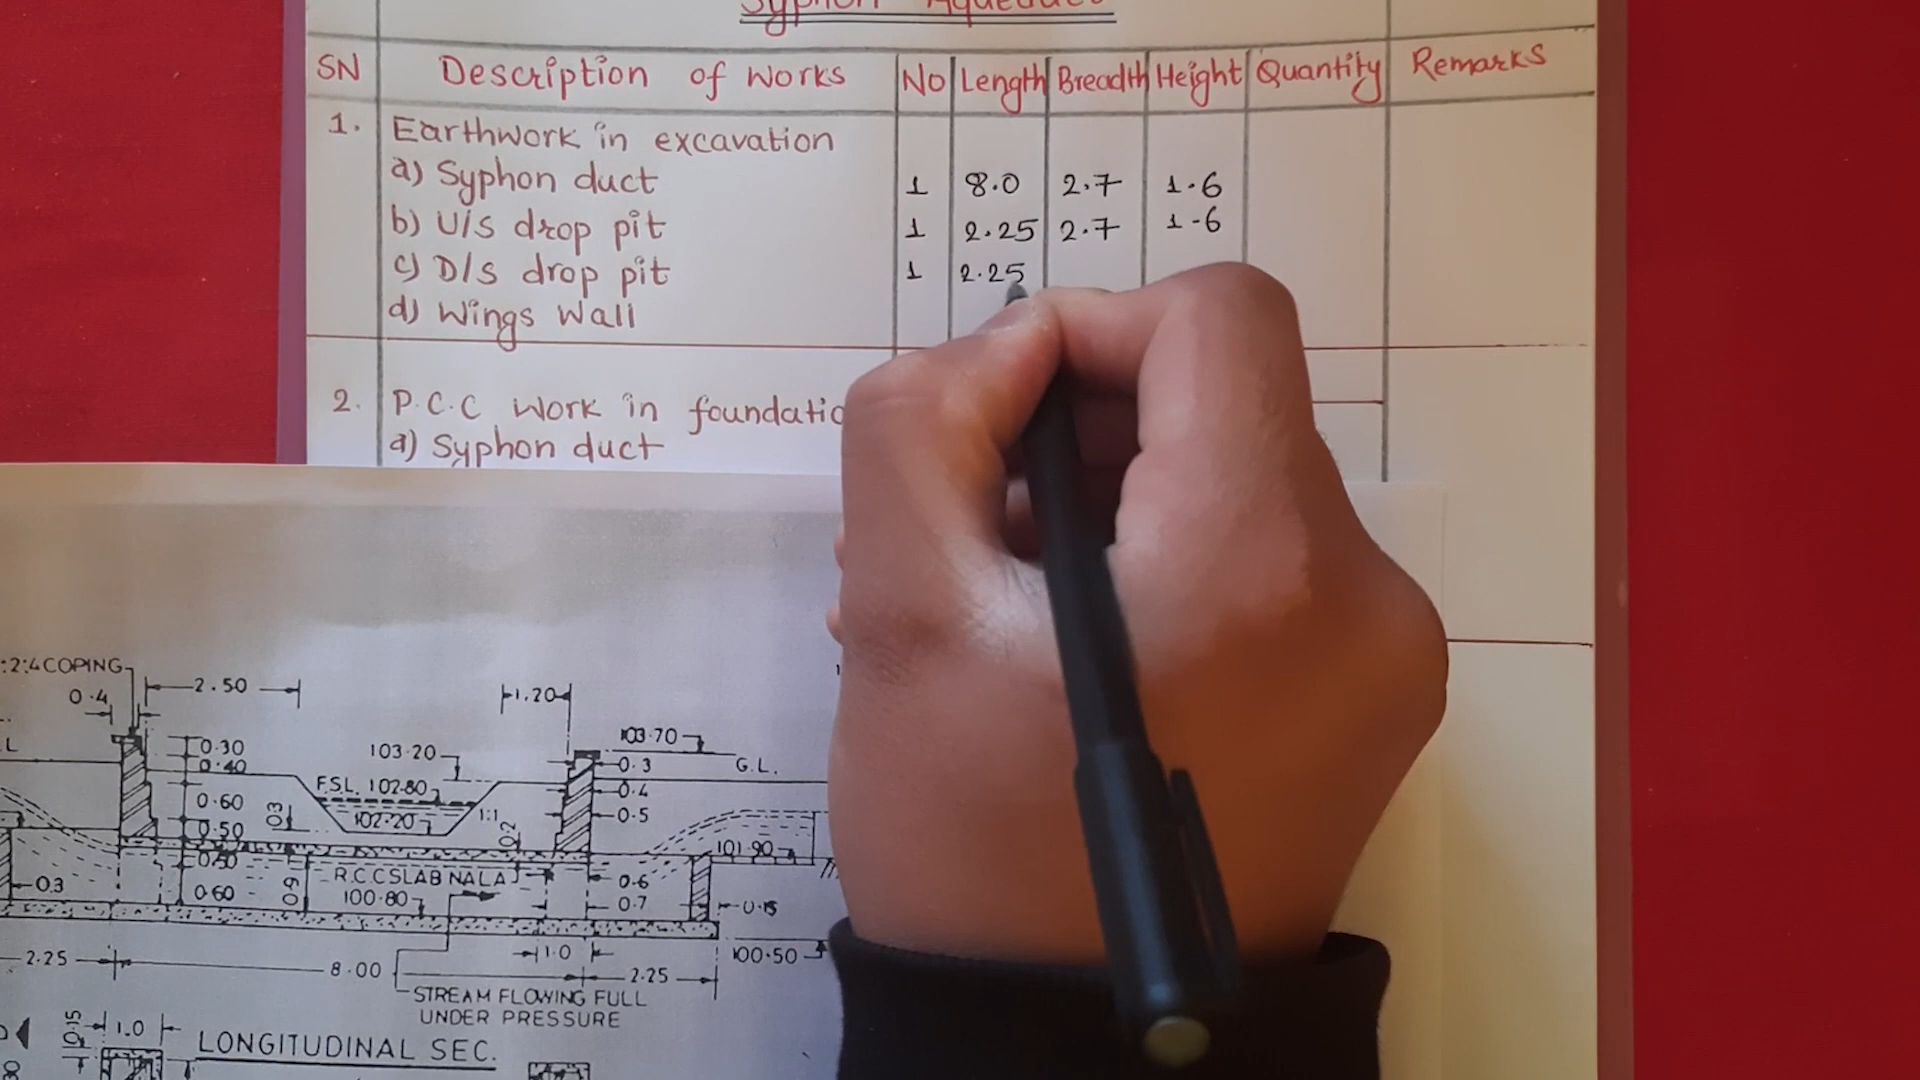 Syphon Aqueduct
SN Description of Works No Length Breadth Height Quantity Remarks
1. Earthwork in excavation
a) Syphon duct 1 8.0 2.7 1.6
b) U/s drop pit 1 2.25 2.7 1-6
c) D/s drop pit 1 2.25
d) Wings Wall
2. P.C.C Work in foundatio
a) Syphon duct
:2:4 COPING
0.4 2.50 1.20
L 0.30 103.20 103.70
0.40 0.3 G.L.
F.S.L. 102.80 0.4
0.60 0.3 102.20 1:1 0.5
0.50 0.2
101.90
0.3 0.60 0.9 R.C.C SLAB NALA 0.6
100.80 0.7 0.15
2.25 8.00 1.0 2.25 100.50
STREAM FLOWING FULL
UNDER PRESSURE
0.15 1.0 LONGITUDINAL SEC.